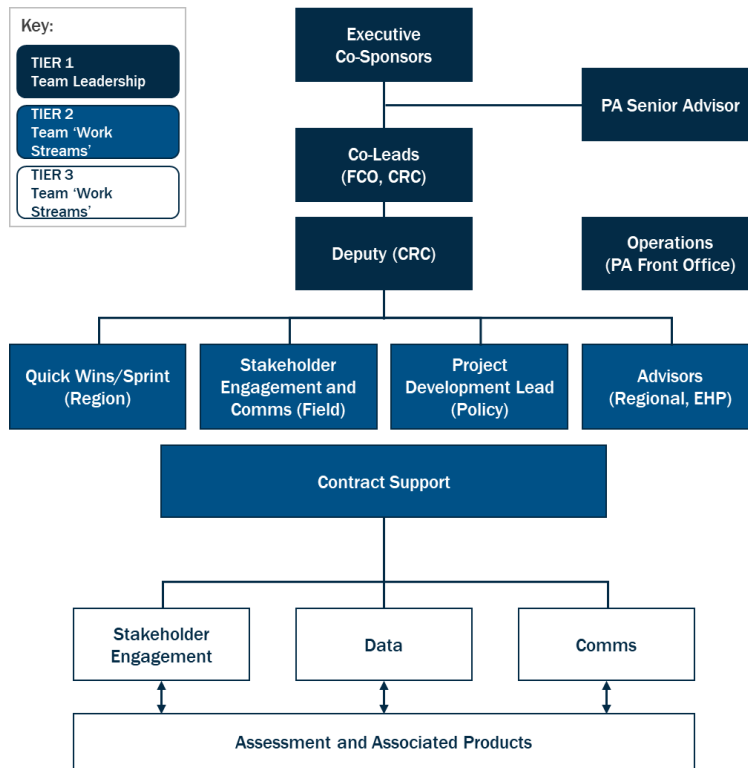 Key:
TIER 1
Team Leadership
TIER 2
Team ‘Work
Streams’
TIER 3
Team ‘Work
Streams’
Executive
Co-Sponsors
PA Senior Advisor
Co-Leads
(FCO, CRC)
Deputy (CRC)
Operations
(PA Front Office)
Quick Wins/Sprint
(Region)
Stakeholder
Engagement and
Comms (Field)
Project
Development Lead
(Policy)
Advisors
(Regional, EHP)
Contract Support
Stakeholder
Engagement
Data
Comms
Assessment and Associated Products